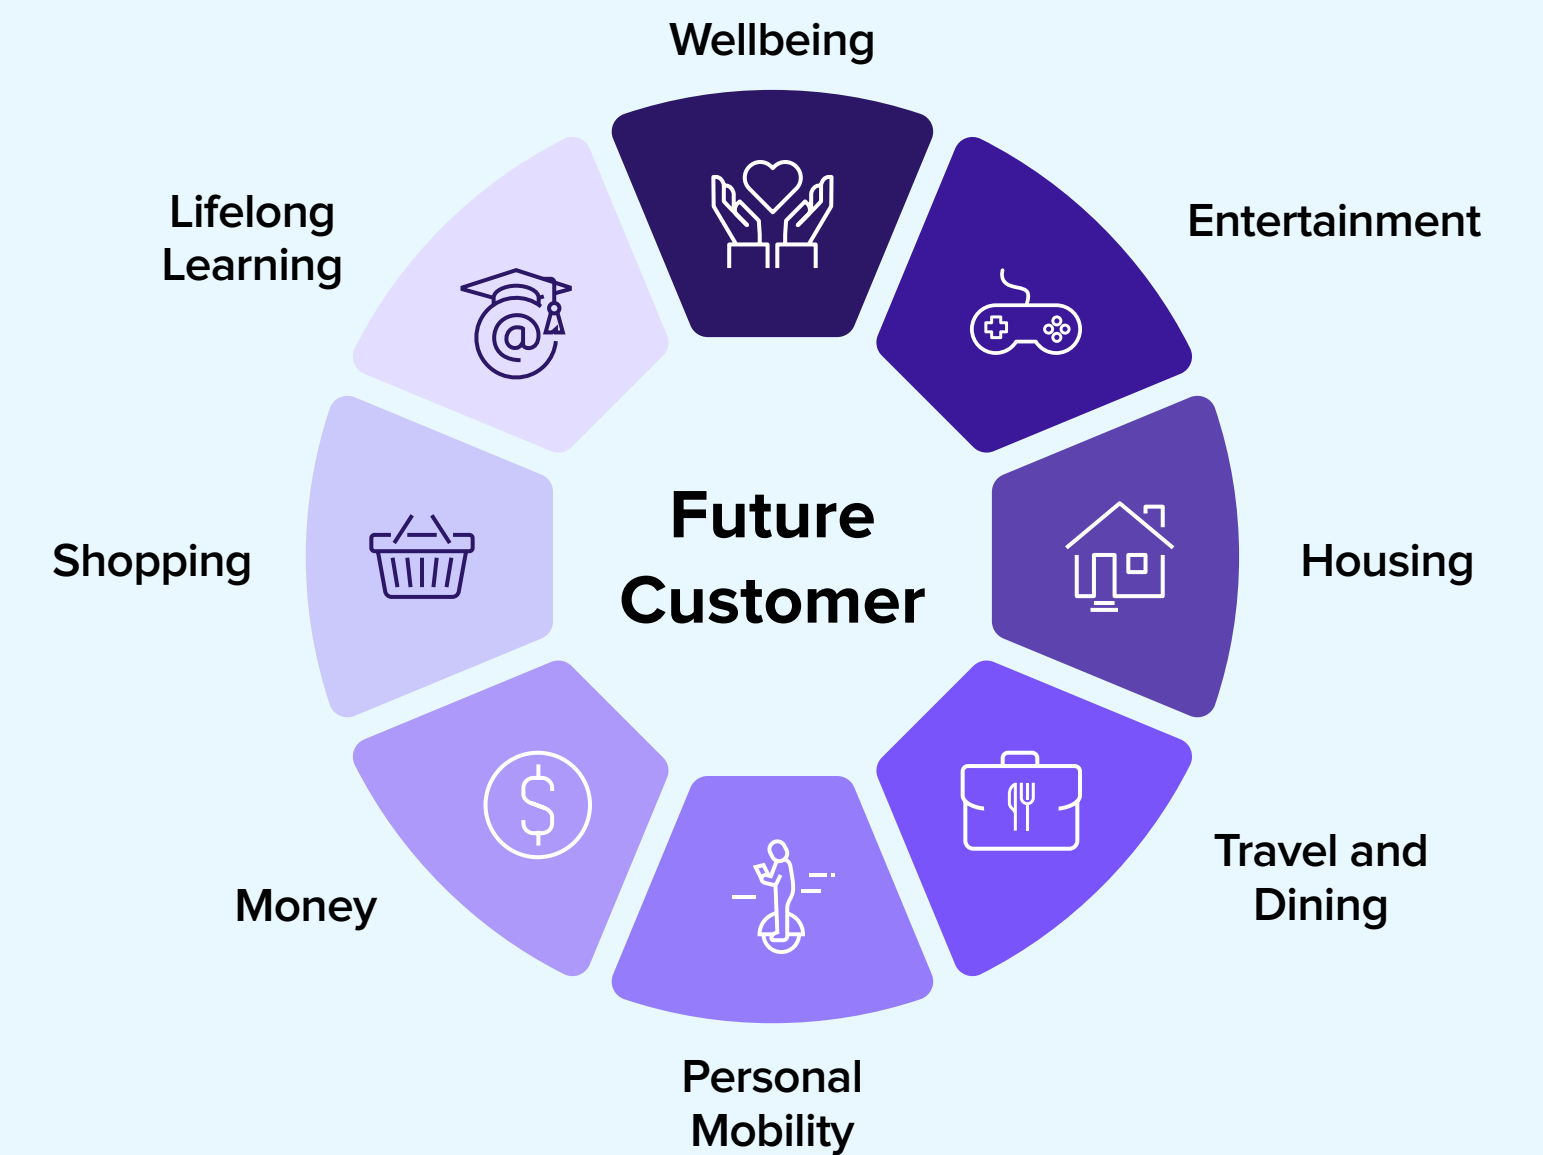 Wellbeing
Entertainment
Housing
Travel and
Dining
Personal
Mobility
Money
Shopping
Lifelong
Learning
Future
Customer
@
$